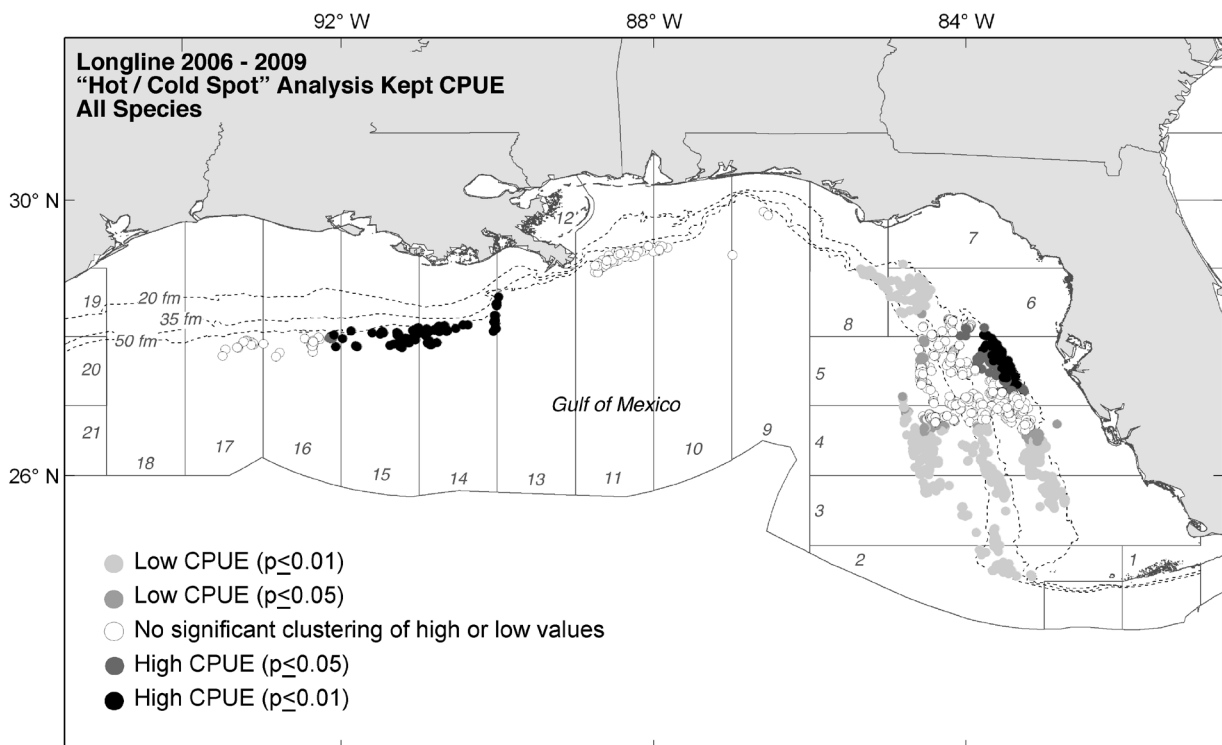 92° W 88° W 84° W
Longline 2006 - 2009
“Hot / Cold Spot” Analysis Kept CPUE
All Species
30° N
12
7
19 20 fm
6
35 fm
8
50 fm
20
5
Gulf of Mexico
21
9
4
17 16
10
18 15 14 13 11
26° N
3
2 1
Low CPUE (p≤0.01)
Low CPUE (p≤0.05)
No significant clustering of high or low values
High CPUE (p≤0.05)
High CPUE (p≤0.01)